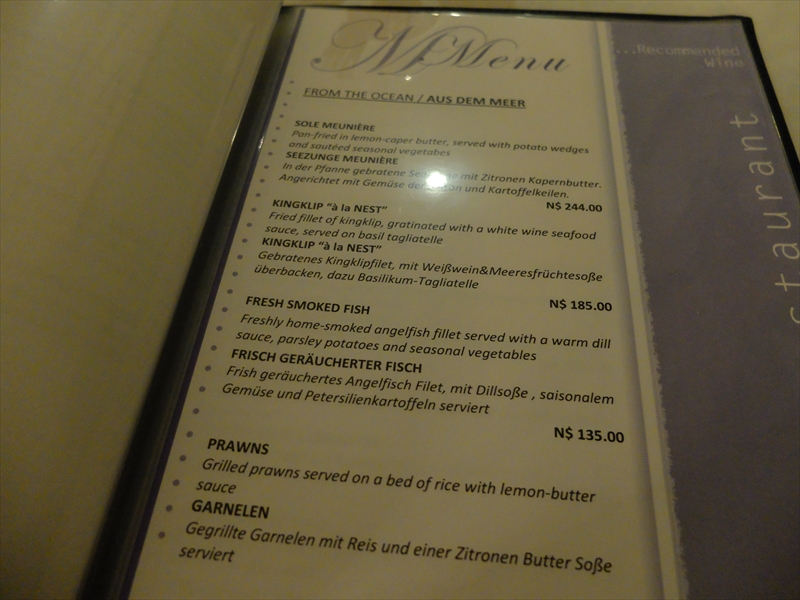 Menu
...Recommanded
Wine
FROM THE OCEAN / AUS DEM MEER
SOLE MEUNIÈRE
Pan-fried in lemon-caper butter, served with potato wedges
and sautéed seasonal vegetabes
SEEZUNGE MEUNIÈRE
In der Pfanne gebratene mit Zitronen Kapernbutter.
Angerichtet mit Gemüse der und Kartoffelkeilen.
N$ 244.00
KINGKLIP "à la NEST"
Fried fillet of kingklip, gratinated with a white wine seafood
sauce, served on basil tagliatelle
KINGKLIP "à la NEST"
Gebratenes Kingklipfilet, mit Weißwein&Meeresfrüchtesoße
überbacken, dazu Basilikum-Tagliatelle
N$ 185.00
FRESH SMOKED FISH
Freshly home-smoked angelfish fillet served with a warm dill
sauce, parsley potatoes and seasonal vegetables
FRISCH GERÄUCHERTER FISCH
Frish geräuchertes Angelfisch Filet, mit Dillsoße , saisonalem
Gemüse und Petersilienkartoffeln serviert
N$ 135.00
PRAWNS
Grilled prawns served on a bed of rice with lemon-butter
sauce
GARNELEN
Gegrillte Garnelen mit Reis und einer Zitronen Butter Soße
serviert
staurant